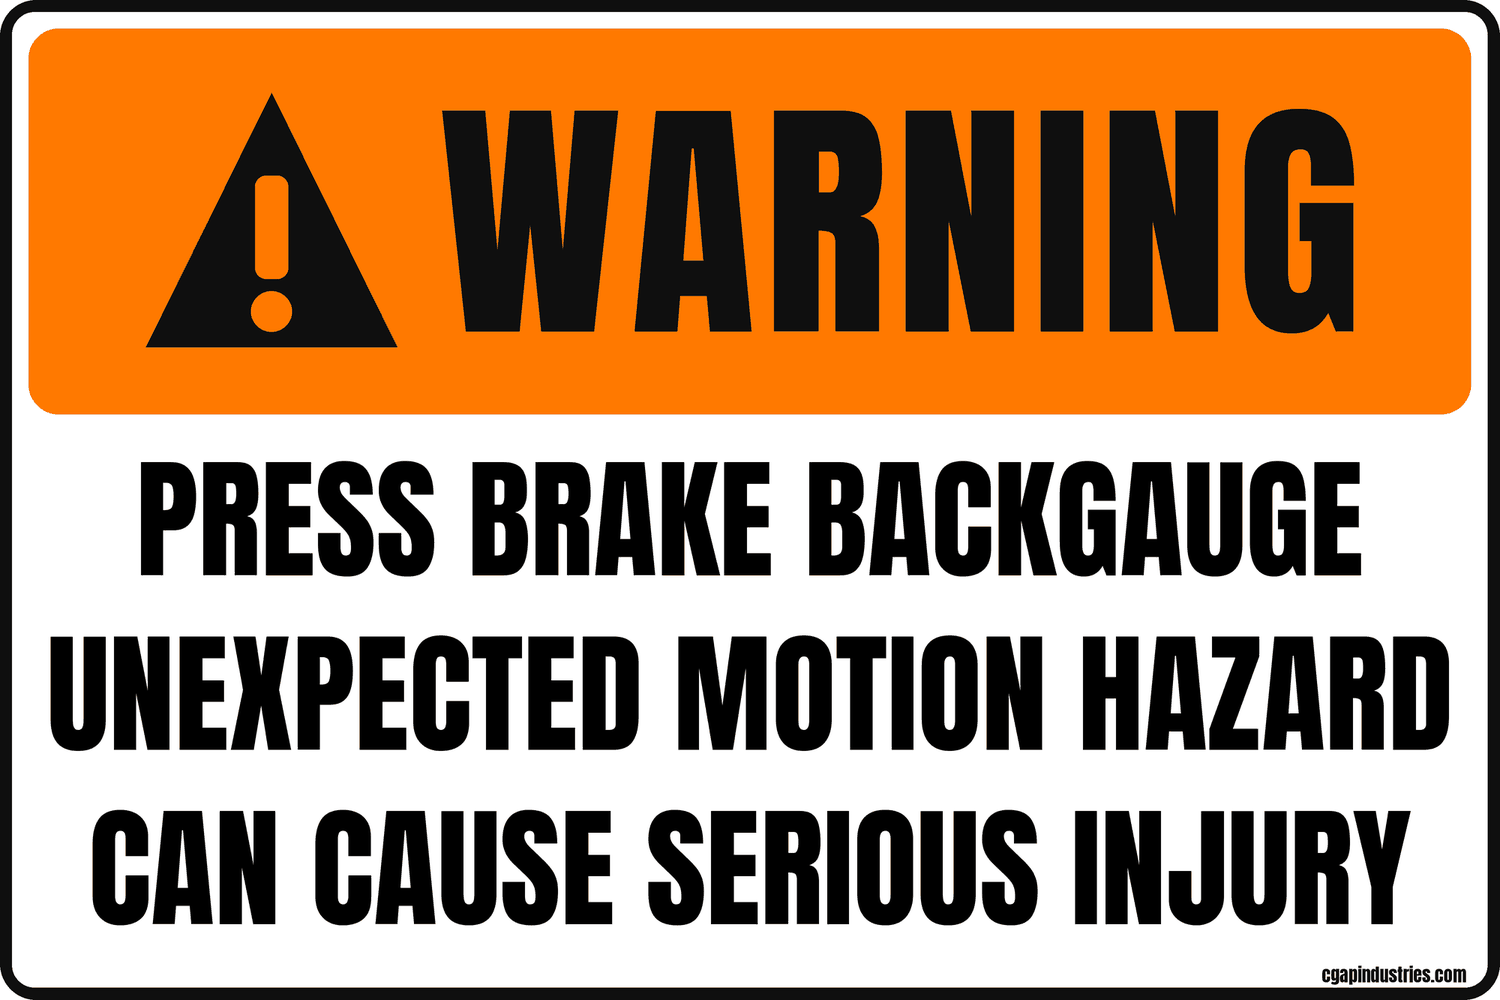 WARNING
PRESS BRAKE BACKGAUGE
UNEXPECTED MOTION HAZARD
CAN CAUSE SERIOUS INJURY
cgapindustries.com